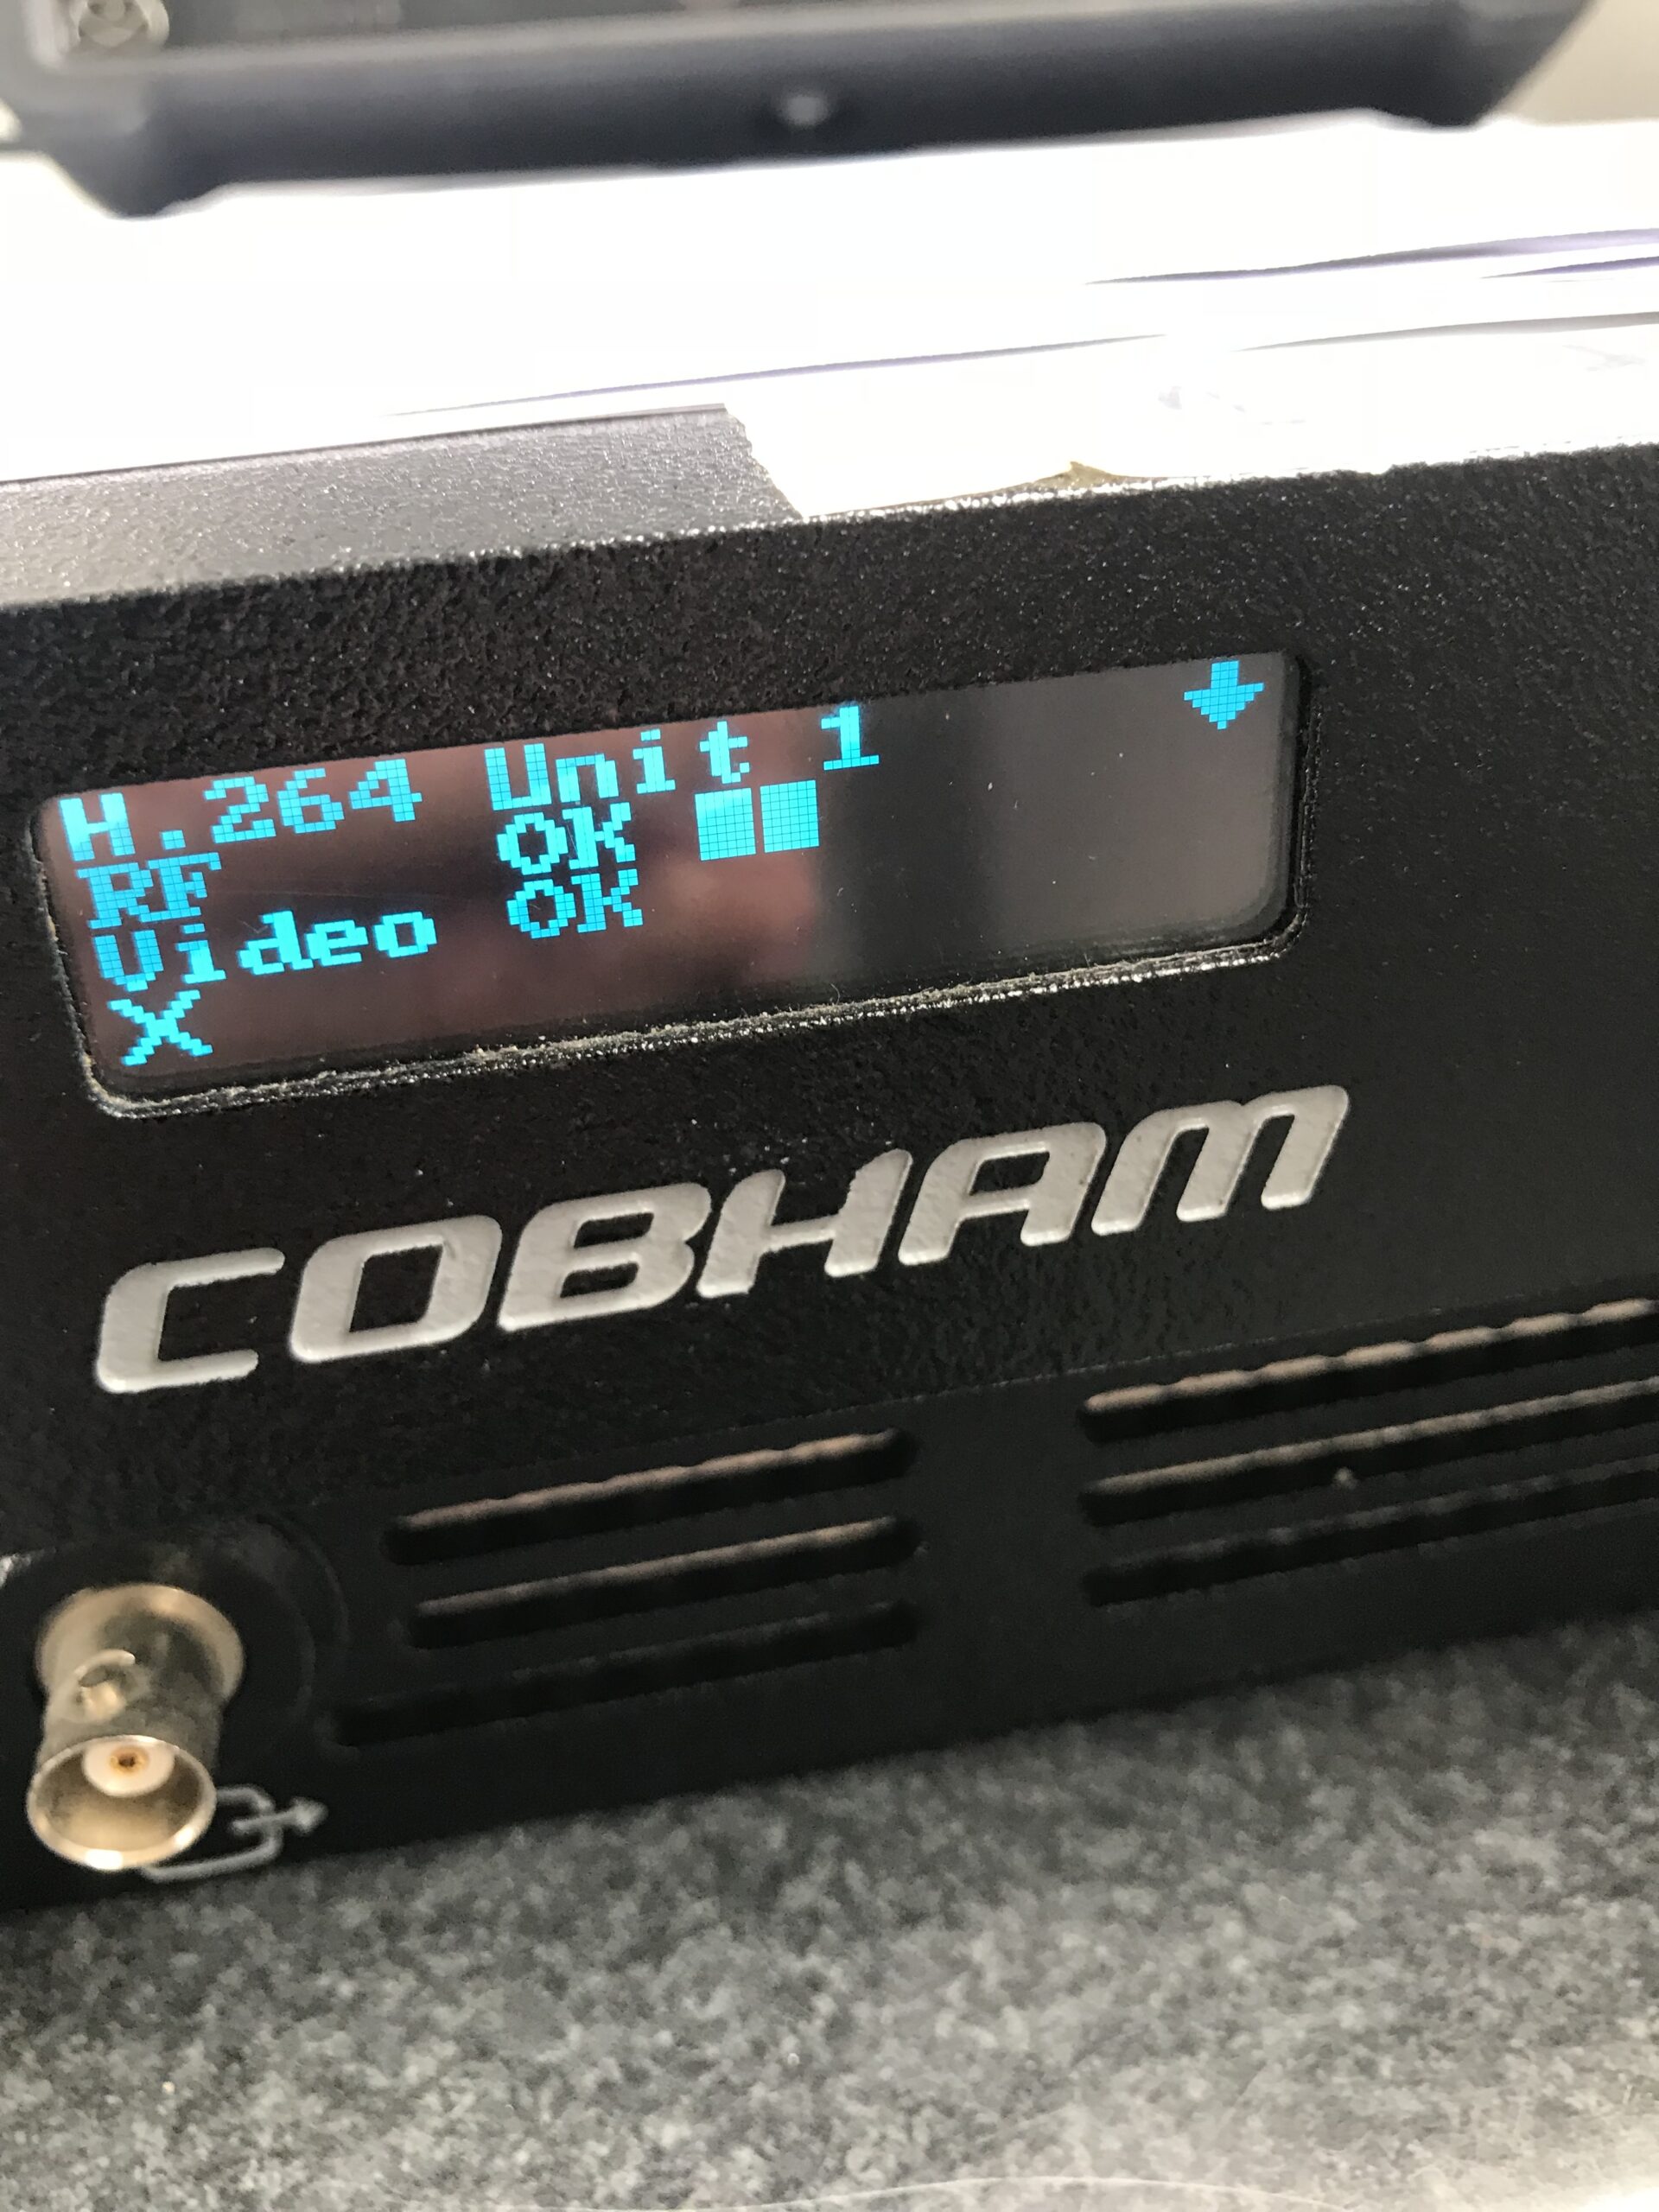 H.264 Unit 1
RF OK
Video OK
X
COBHAM